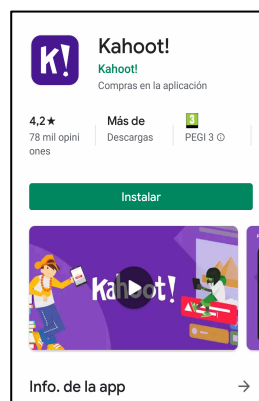 K!
Kahoot!
Kahoot!
Compras en la aplicación
4,2★
78 mil opini
ones
Más de
Descargas
3
PEGI 3
Instalar
Kahoot!
Info. de la app